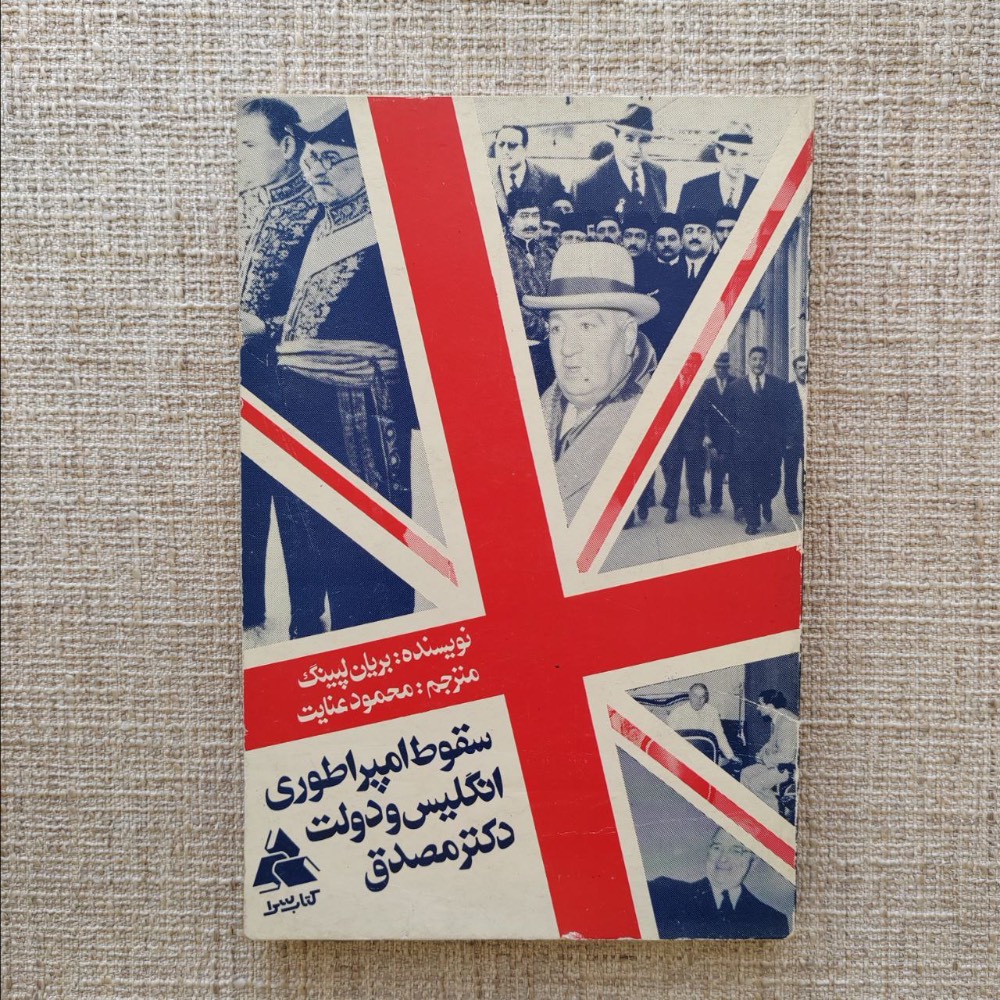 نویسنده: بریان لپینگ
مترجم: محمود عنایت
سقوط امپراطوری
انگلیس و دولت
دکتر مصدق
کتاب سرا